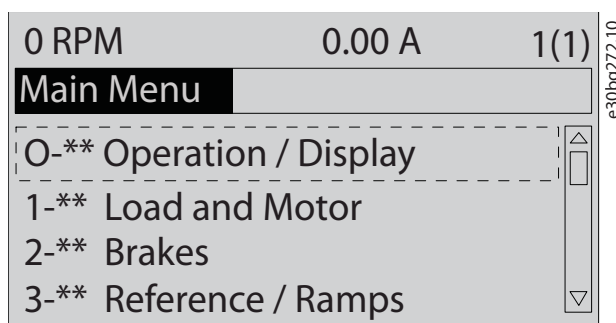 0 RPM 0.00 A 1(1)
Main Menu
O-** Operation / Display
1-** Load and Motor
2-** Brakes
3-** Reference / Ramps
e30bg272.10